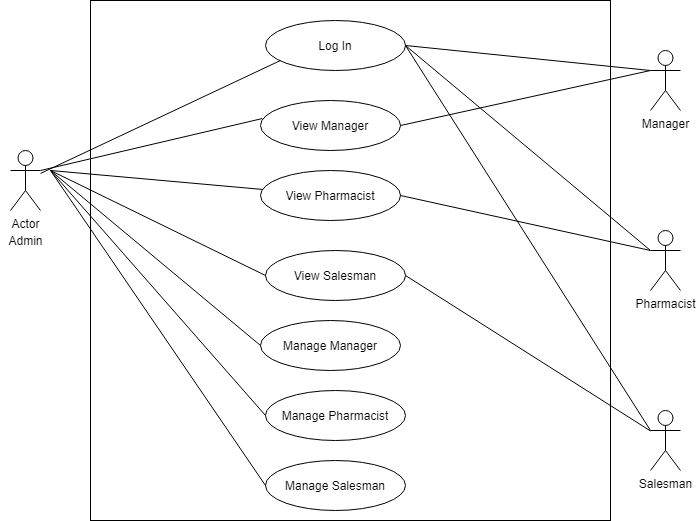 Log In
View Manager
View Pharmacist
View Salesman
Manage Manager
Manage Pharmacist
Manage Salesman
Actor
Admin
Manager
Pharmacist
Salesman